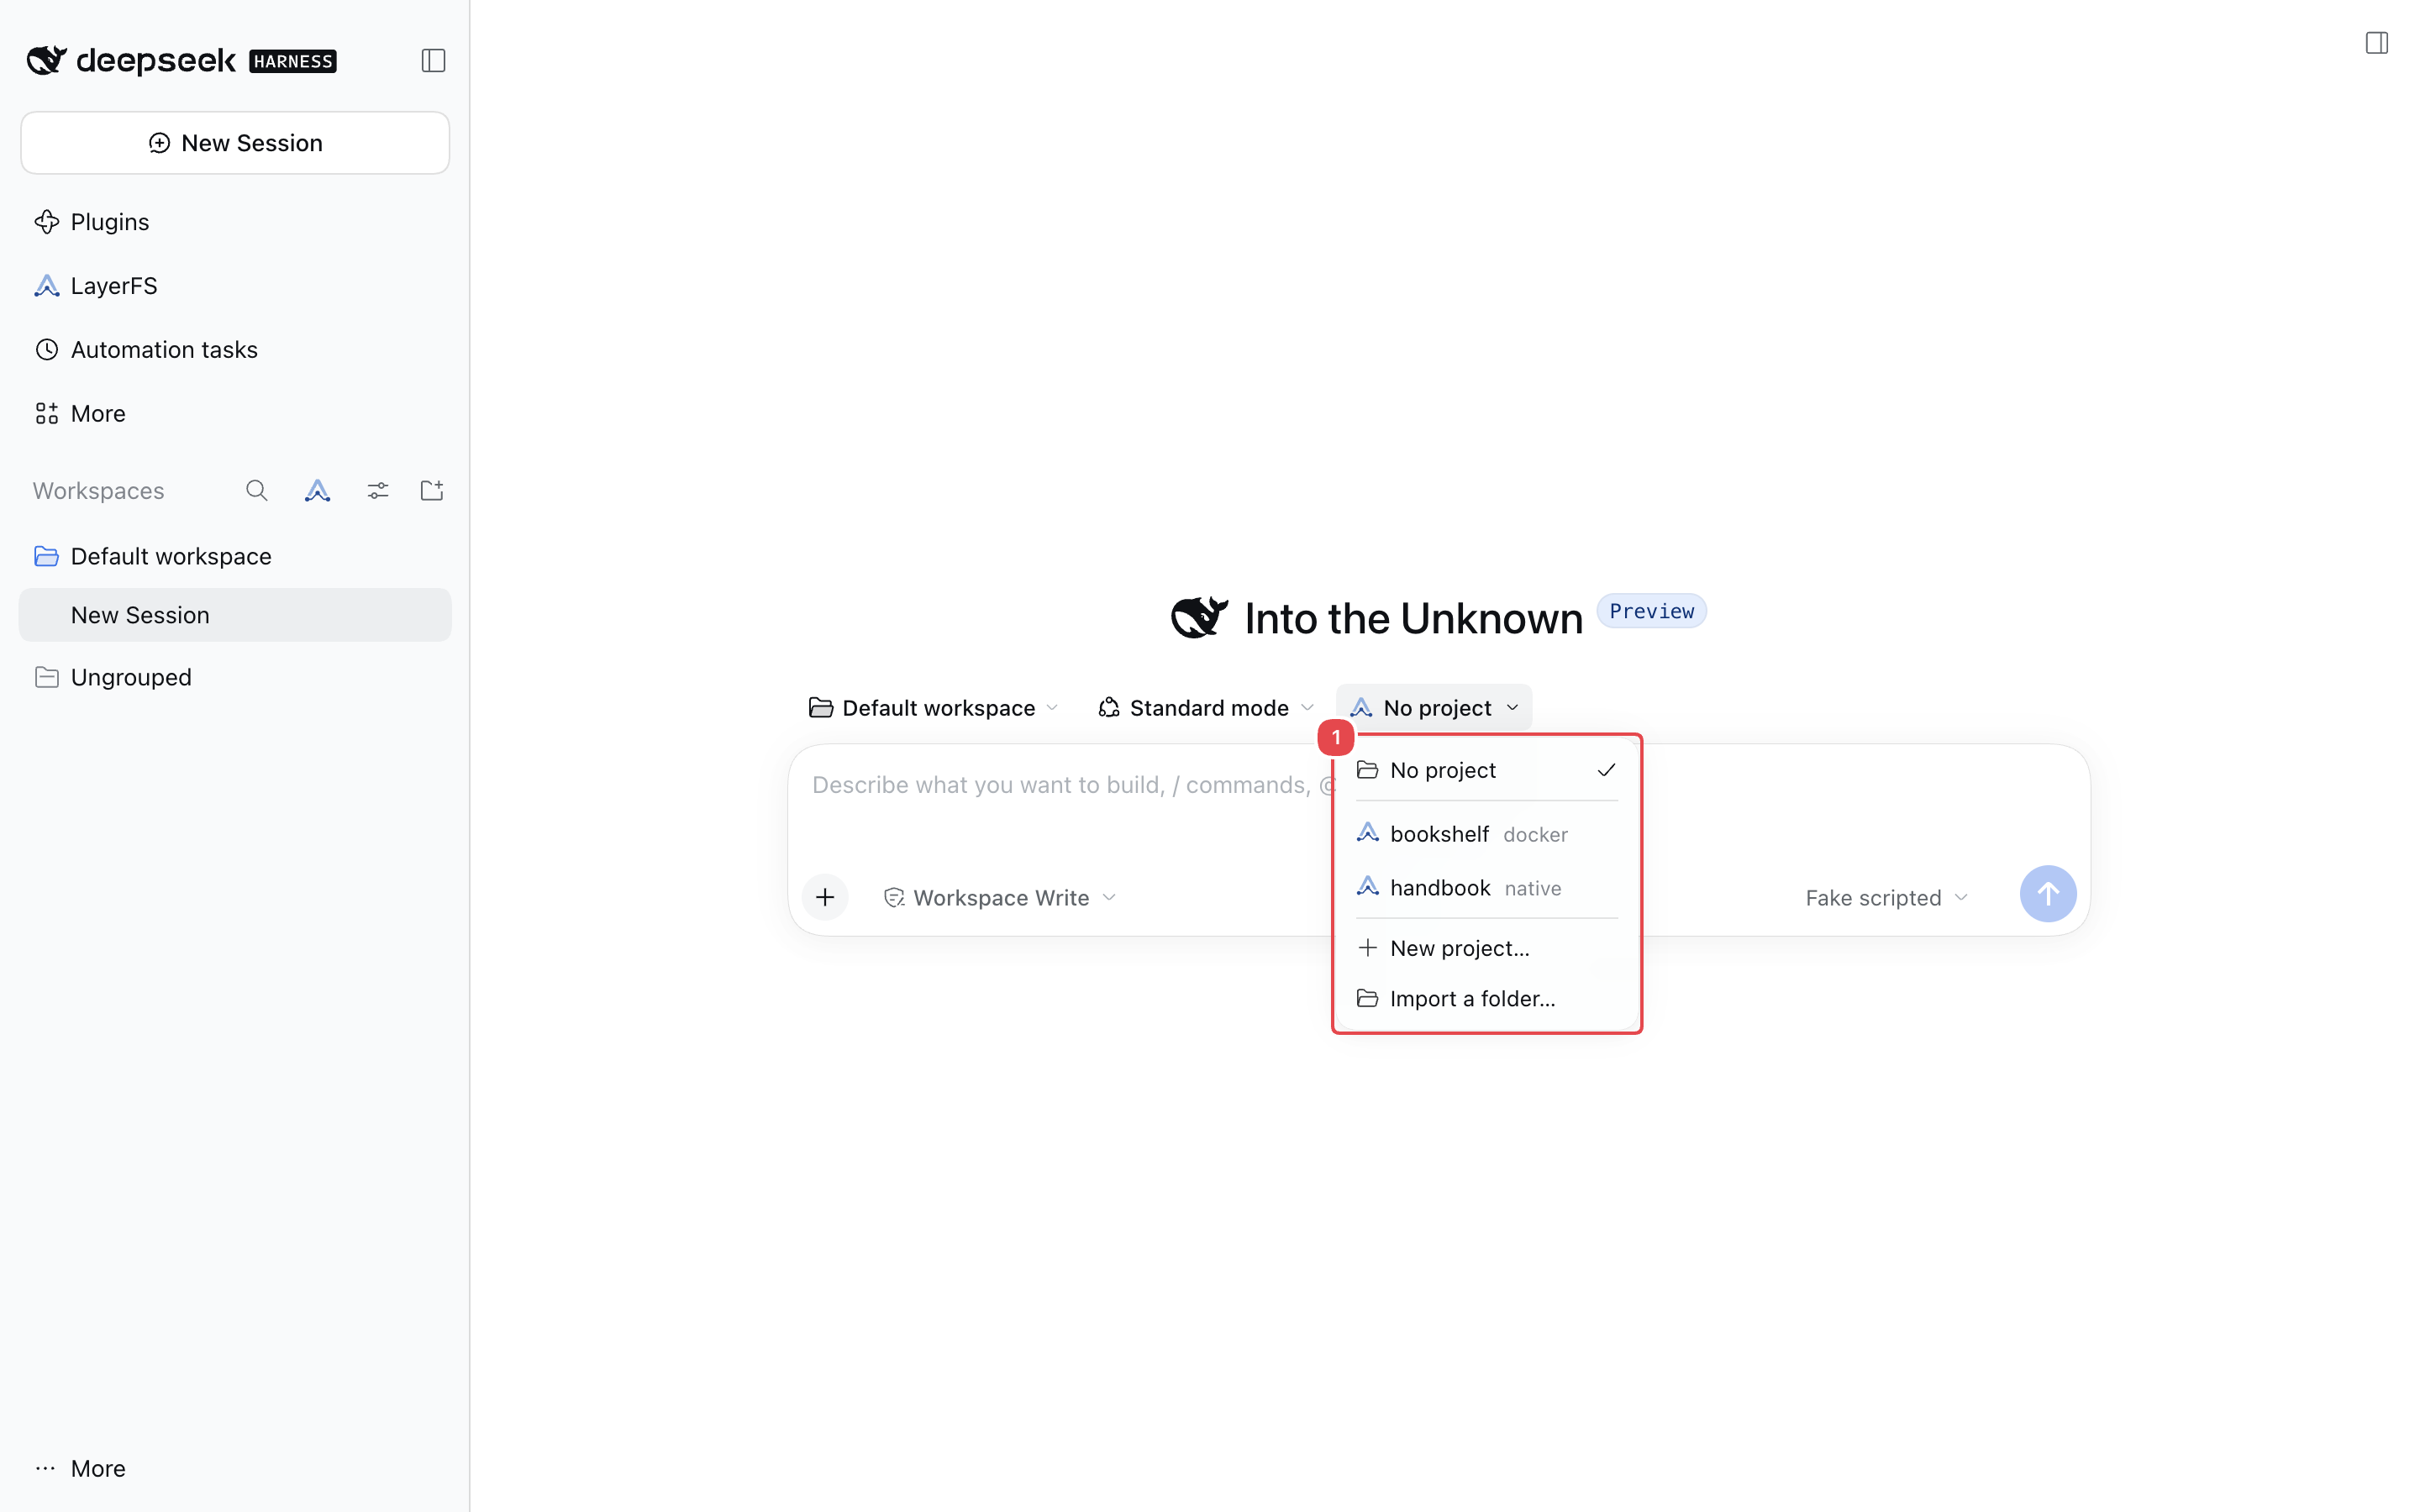 deepseek HARNESS
New Session
Plugins
LayerFS
Automation tasks
More
Workspaces
Default workspace
New Session
Ungrouped
More
Into the Unknown Preview
Default workspace Standard mode No project
1
Describe what you want to build, / commands, @
No project
bookshelf docker
handbook native
New project...
Import a folder...
Workspace Write
Fake scripted